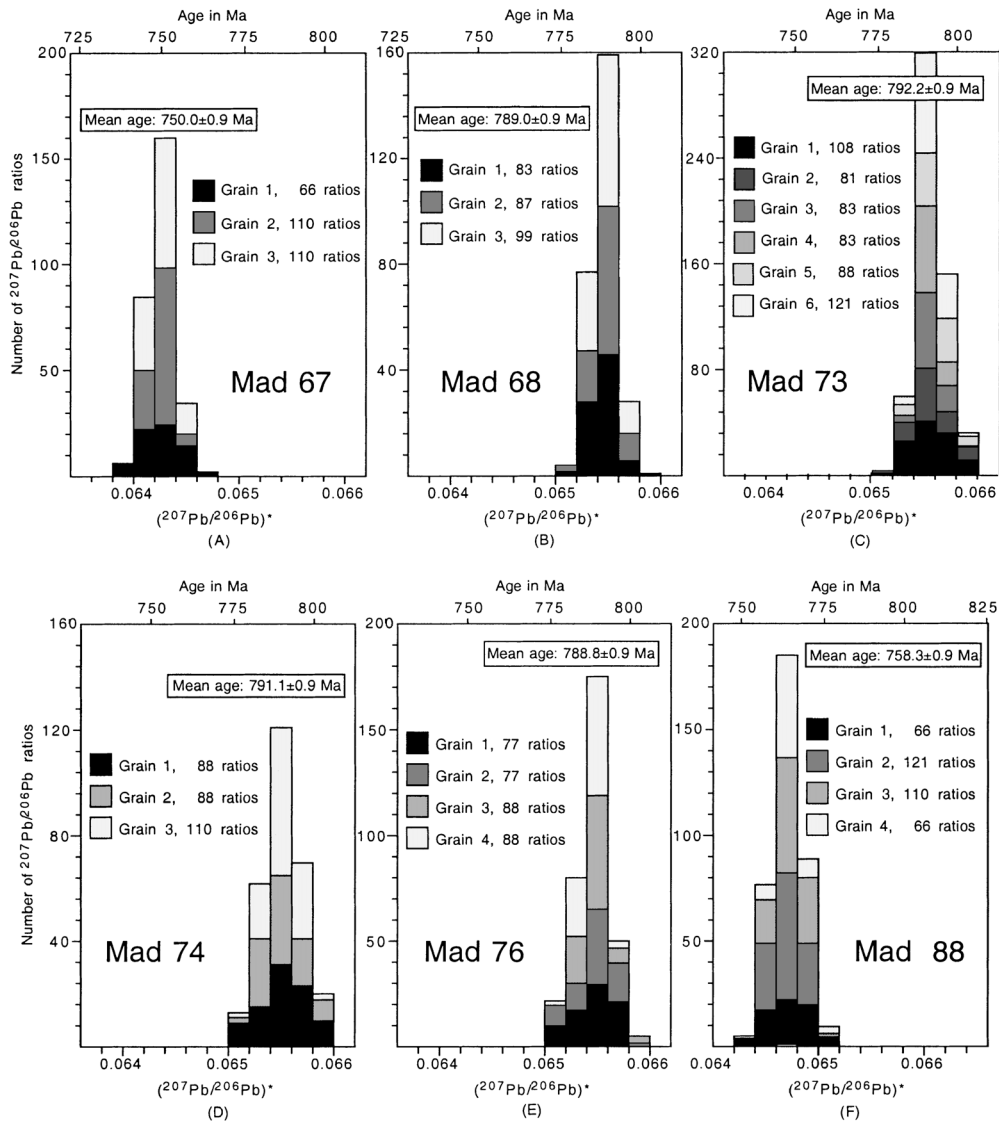 Age in Ma
725 750 775 800
200
150
100
50
Number of ²⁰⁷Pb/²⁰⁶Pb ratios
Mean age: 750.0±0.9 Ma
Grain 1, 66 ratios
Grain 2, 110 ratios
Grain 3, 110 ratios
Mad 67
0.064 0.065 0.066
(²⁰⁷Pb/²⁰⁶Pb)*
(A)
Age in Ma
750 775 800
160
120
80
40
Mean age: 789.0±0.9 Ma
Grain 1, 83 ratios
Grain 2, 87 ratios
Grain 3, 99 ratios
Mad 68
0.064 0.065 0.066
(²⁰⁷Pb/²⁰⁶Pb)*
(B)
Age in Ma
750 775 800
320
240
160
80
Mean age: 792.2±0.9 Ma
Grain 1, 108 ratios
Grain 2, 81 ratios
Grain 3, 83 ratios
Grain 4, 83 ratios
Grain 5, 88 ratios
Grain 6, 121 ratios
Mad 73
0.064 0.065 0.066
(²⁰⁷Pb/²⁰⁶Pb)*
(C)
Age in Ma
750 775 800
160
120
80
40
Number of ²⁰⁷Pb/²⁰⁶Pb ratios
Mean age: 791.1±0.9 Ma
Grain 1, 88 ratios
Grain 2, 88 ratios
Grain 3, 110 ratios
Mad 74
0.064 0.065 0.066
(²⁰⁷Pb/²⁰⁶Pb)*
(D)
Age in Ma
750 775 800
200
150
100
50
Mean age: 788.8±0.9 Ma
Grain 1, 77 ratios
Grain 2, 77 ratios
Grain 3, 88 ratios
Grain 4, 88 ratios
Mad 76
0.064 0.065 0.066
(²⁰⁷Pb/²⁰⁶Pb)*
(E)
Age in Ma
750 775 800 825
200
150
100
50
Mean age: 758.3±0.9 Ma
Grain 1, 66 ratios
Grain 2, 121 ratios
Grain 3, 110 ratios
Grain 4, 66 ratios
Mad 88
0.064 0.065 0.066
(²⁰⁷Pb/²⁰⁶Pb)*
(F)